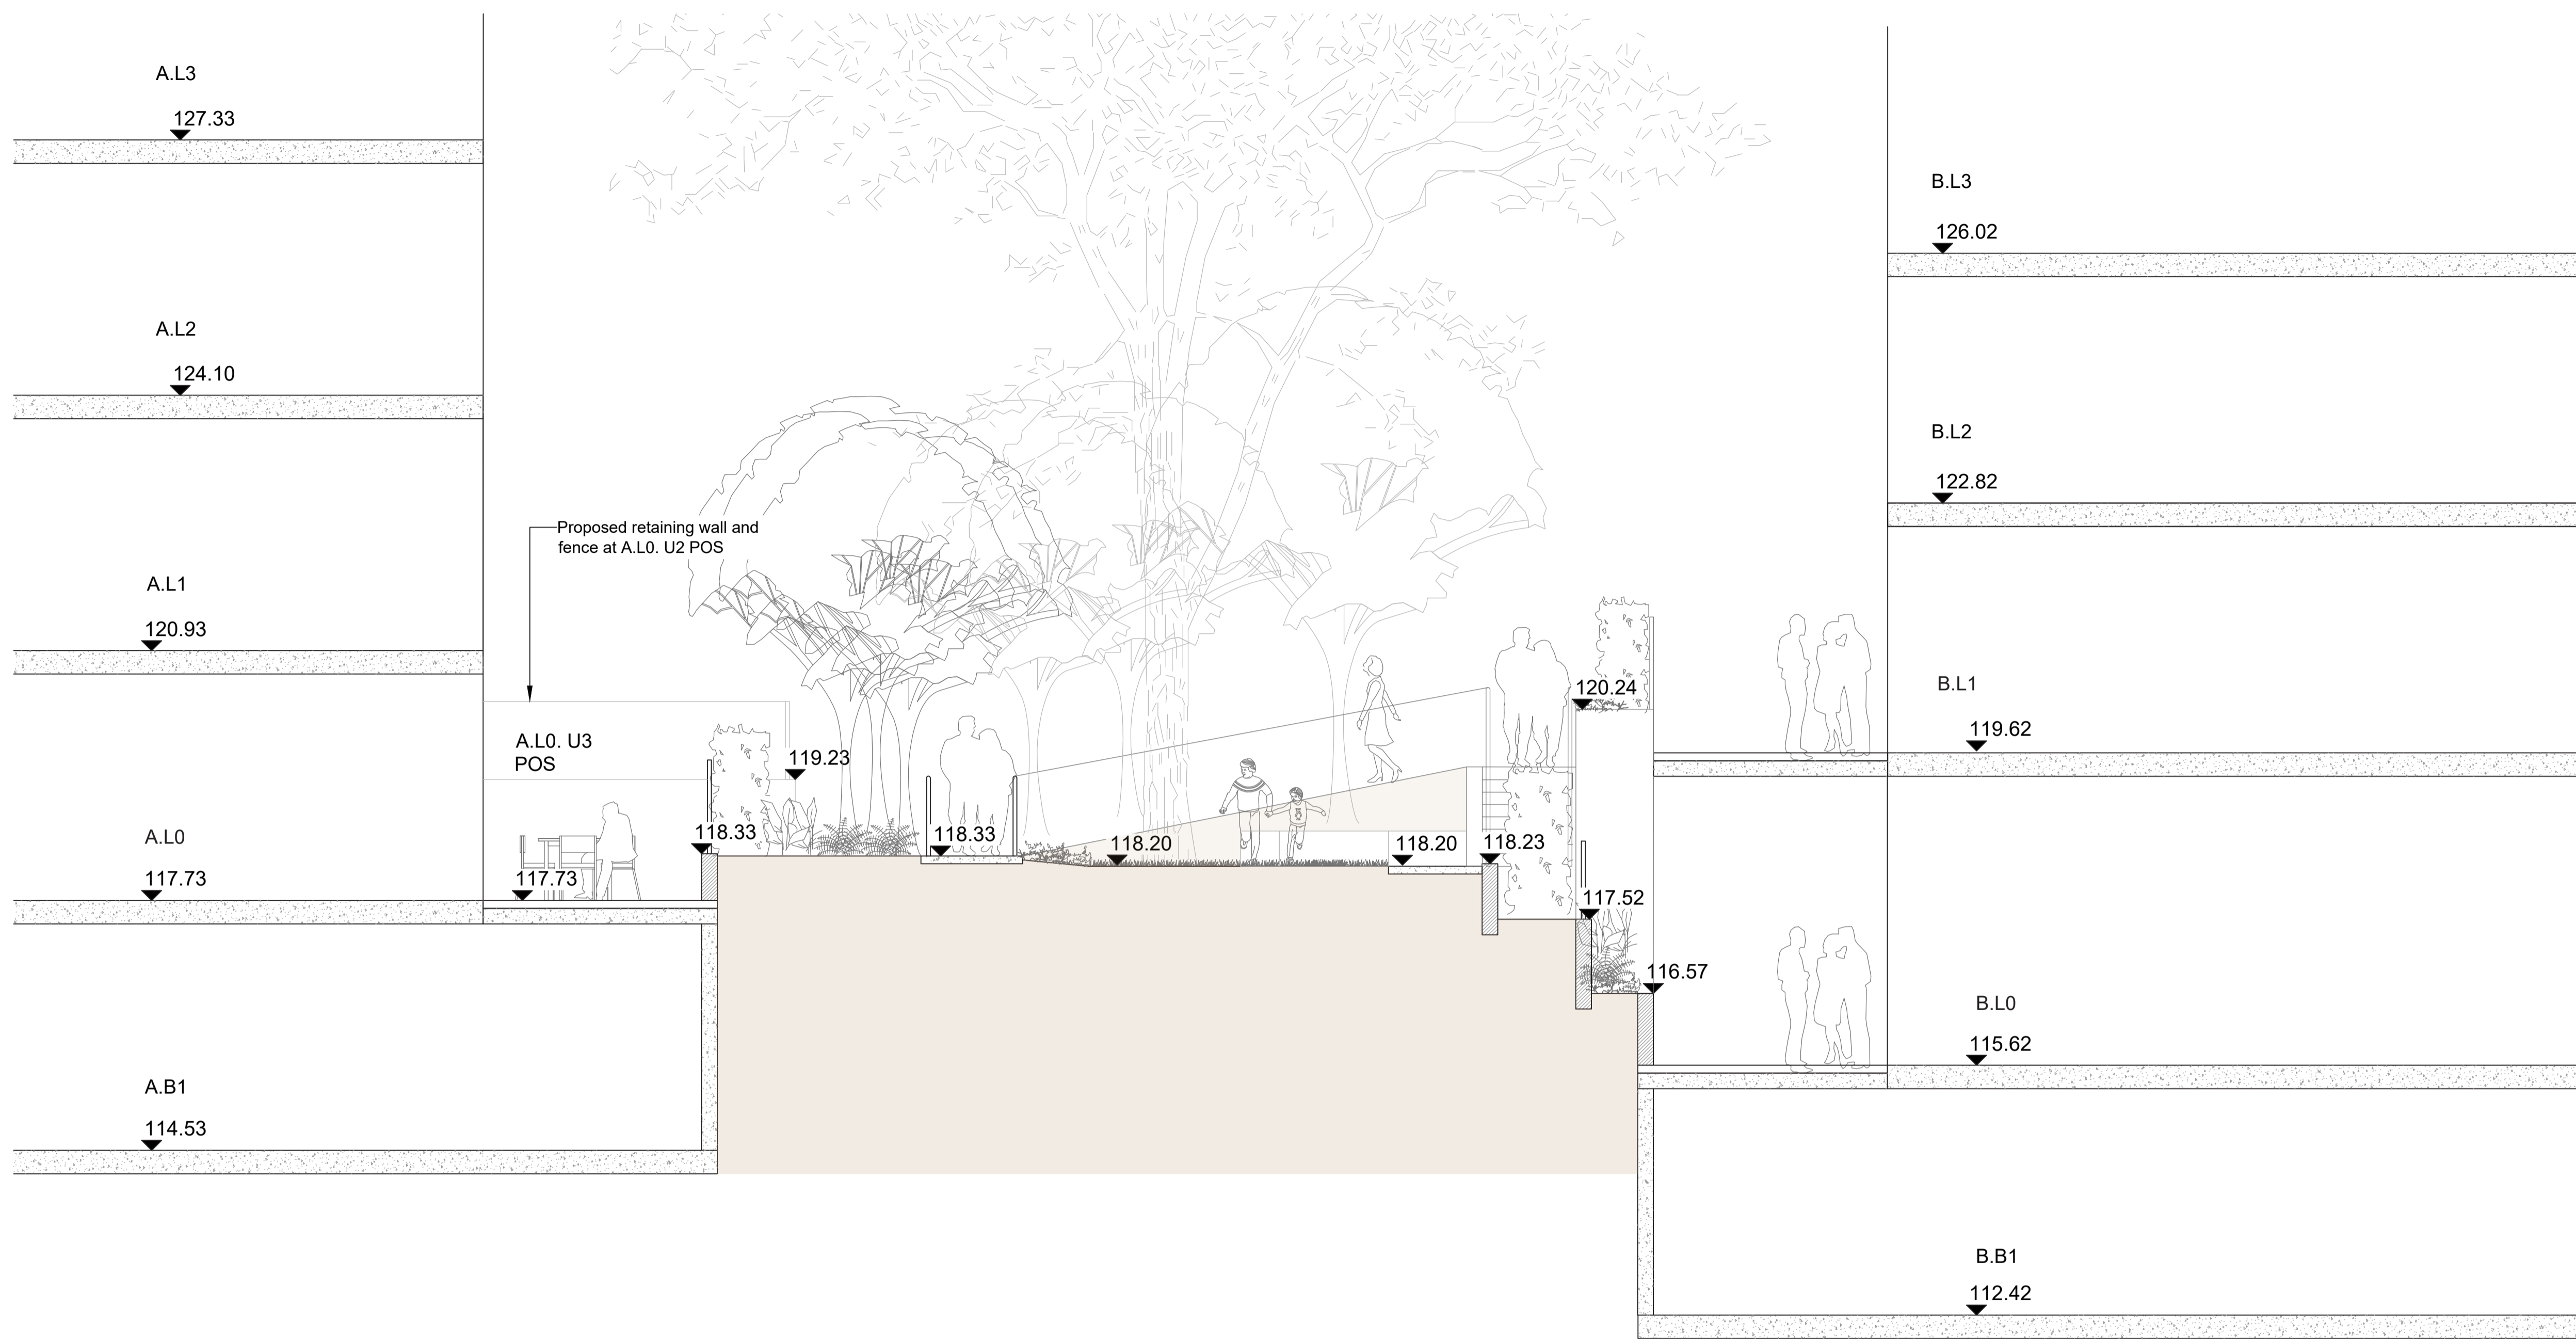 A.L3
127.33
A.L2
124.10
A.L1
120.93
A.L0
117.73
A.B1
114.53
Proposed retaining wall and
fence at A.L0. U2 POS
A.L0. U3
POS
117.73
118.33
119.23
118.33
118.20
118.20
118.23
120.24
117.52
116.57
B.L3
126.02
B.L2
122.82
B.L1
119.62
B.L0
115.62
B.B1
112.42